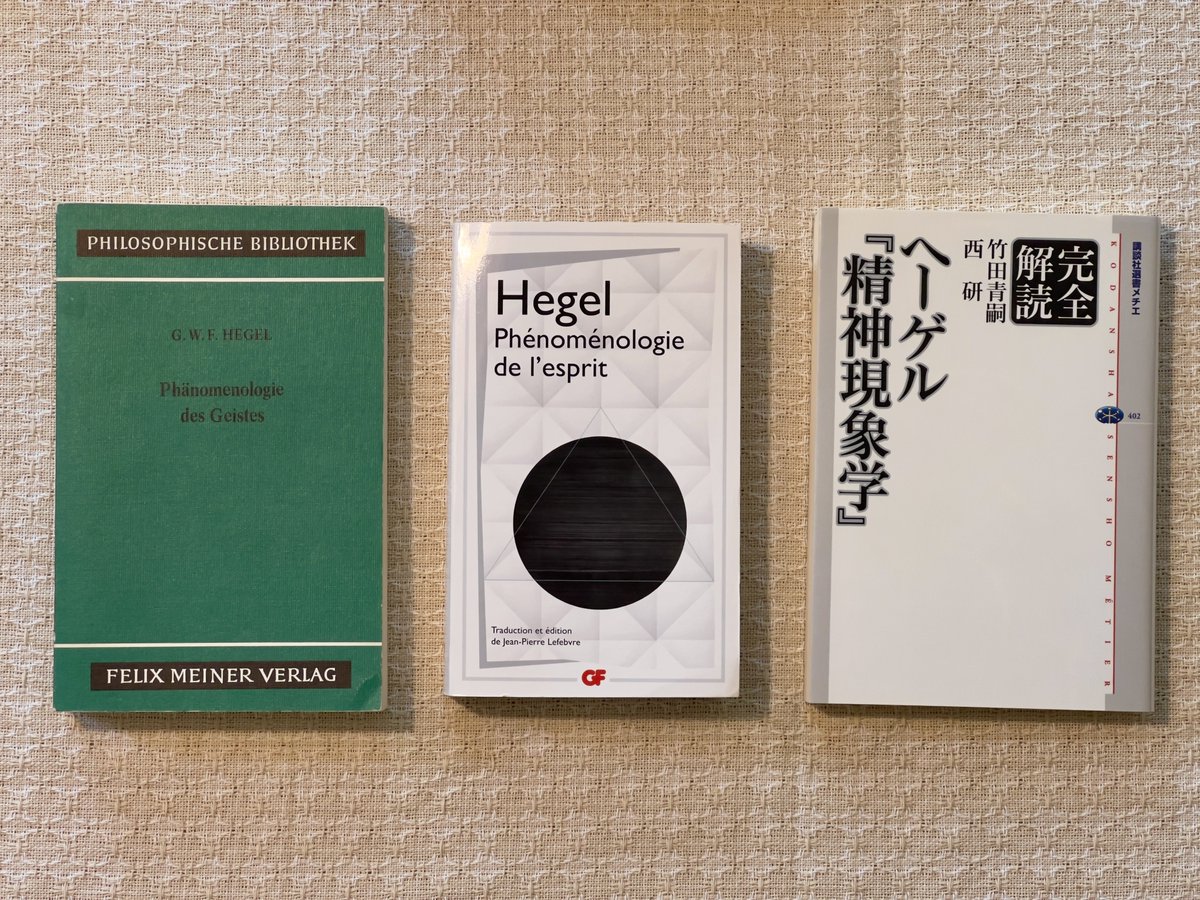 PHILOSOPHISCHE BIBLIOTHEK
G. W. F. HEGEL
Phänomenologie
des Geistes
FELIX MEINER VERLAG
Hegel
Phénoménologie
de l'esprit
Traduction et édition
de Jean-Pierre Lefebvre
GF
講談社選書メチエ
402
KODANSHA SENSHO MÉTIER
完全
解読
竹田青嗣
西 研
ヘーゲル
『精神現象学』